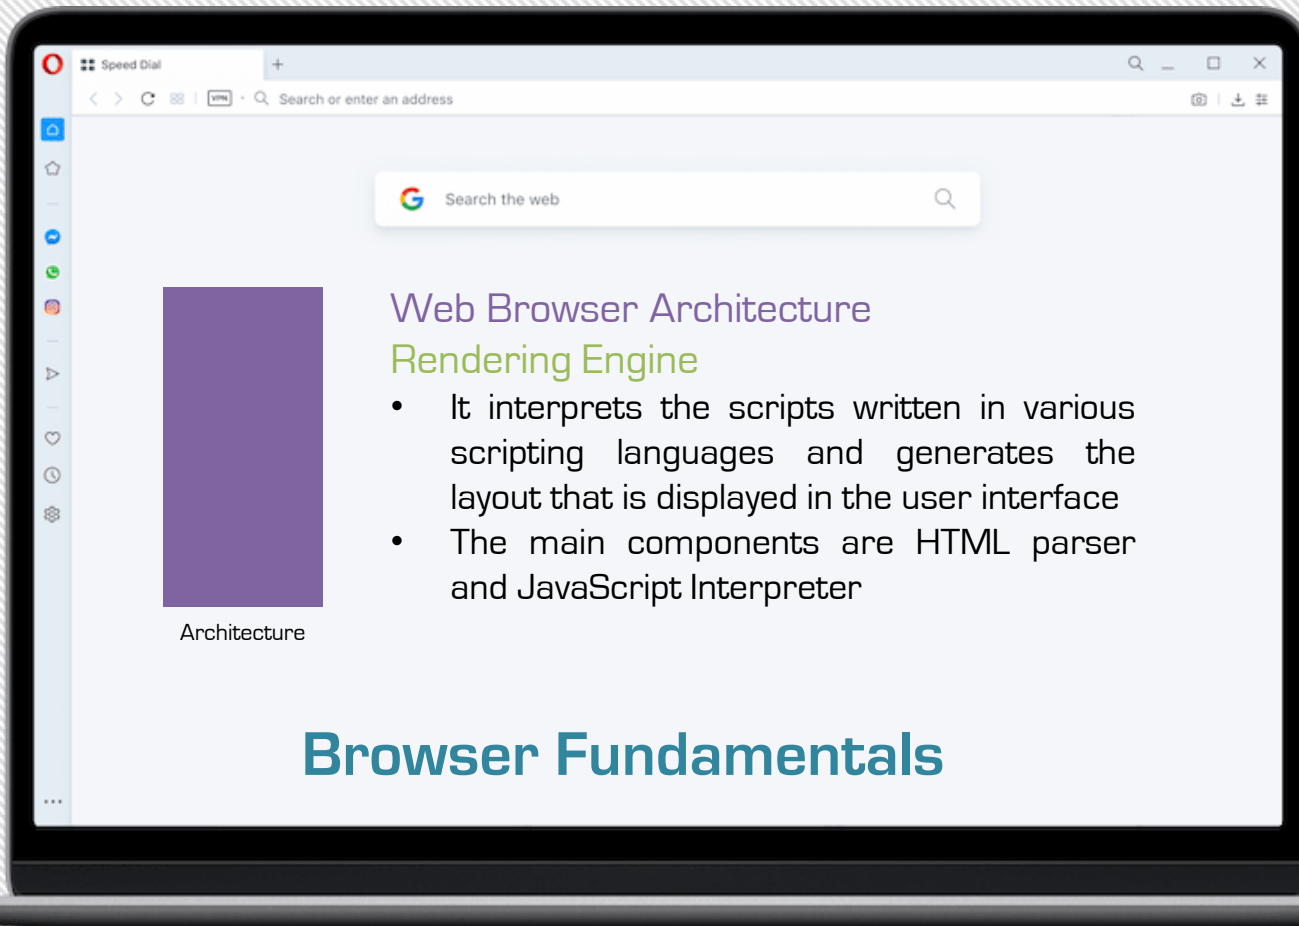 Speed Dial
VPN
Search or enter an address
Search the web
Web Browser Architecture
Rendering Engine
• It interprets the scripts written in various
scripting languages and generates the
layout that is displayed in the user interface
• The main components are HTML parser
and JavaScript Interpreter
Architecture
Browser Fundamentals